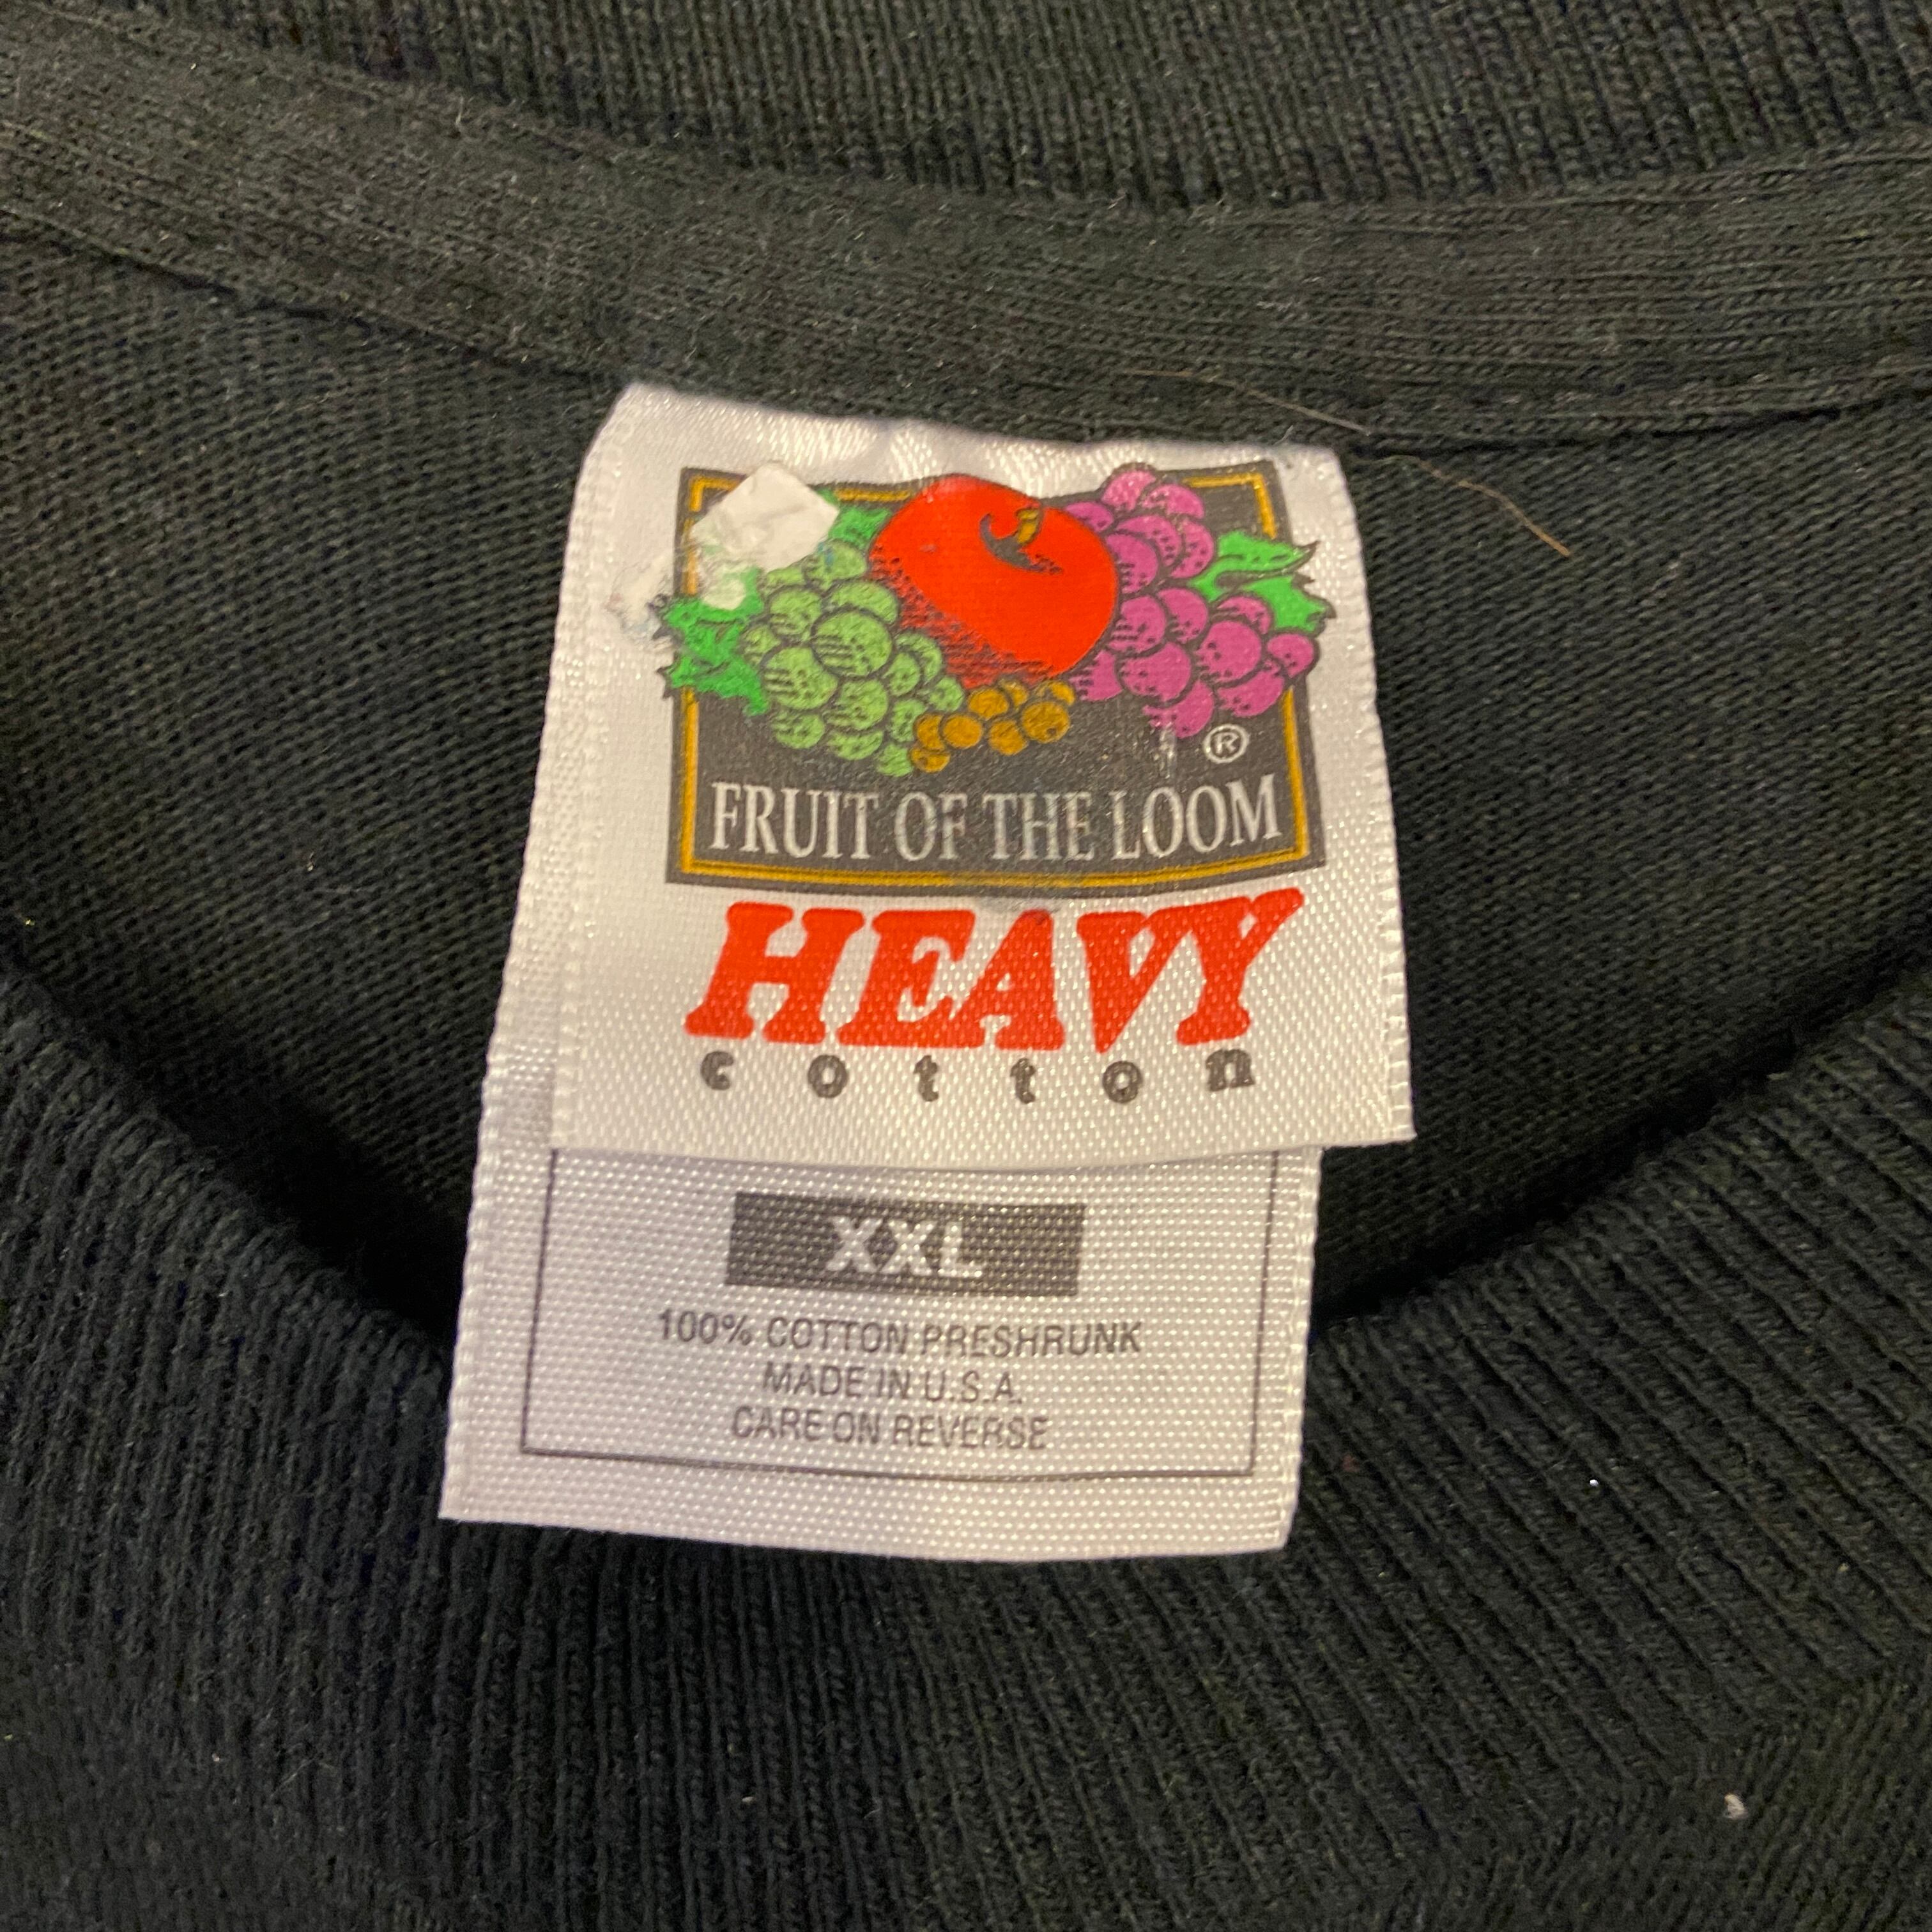 ®
FRUIT OF THE LOOM
HEAVY
cotton
XXL
100% COTTON PRESHRUNK
MADE IN U.S.A.
CARE ON REVERSE